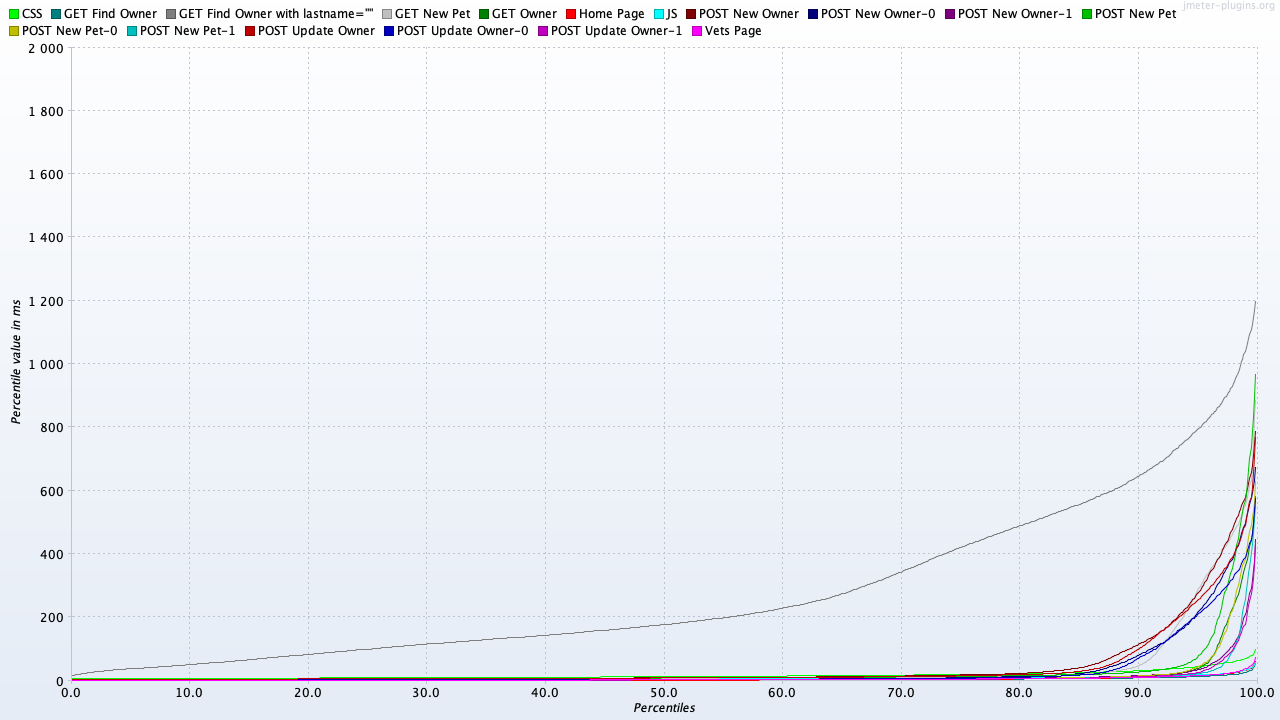 jmeter-plugins.org
CSS GET Find Owner GET Find Owner with lastname="" GET New Pet GET Owner Home Page JS POST New Owner POST New Owner-0 POST New Owner-1 POST New Pet
POST New Pet-0 POST New Pet-1 POST Update Owner POST Update Owner-0 POST Update Owner-1 Vets Page
2 000
1 800
1 600
1 400
1 200
1 000
800
600
400
200
0
Percentile value in ms
0.0 10.0 20.0 30.0 40.0 50.0 60.0 70.0 80.0 90.0 100.0
Percentiles